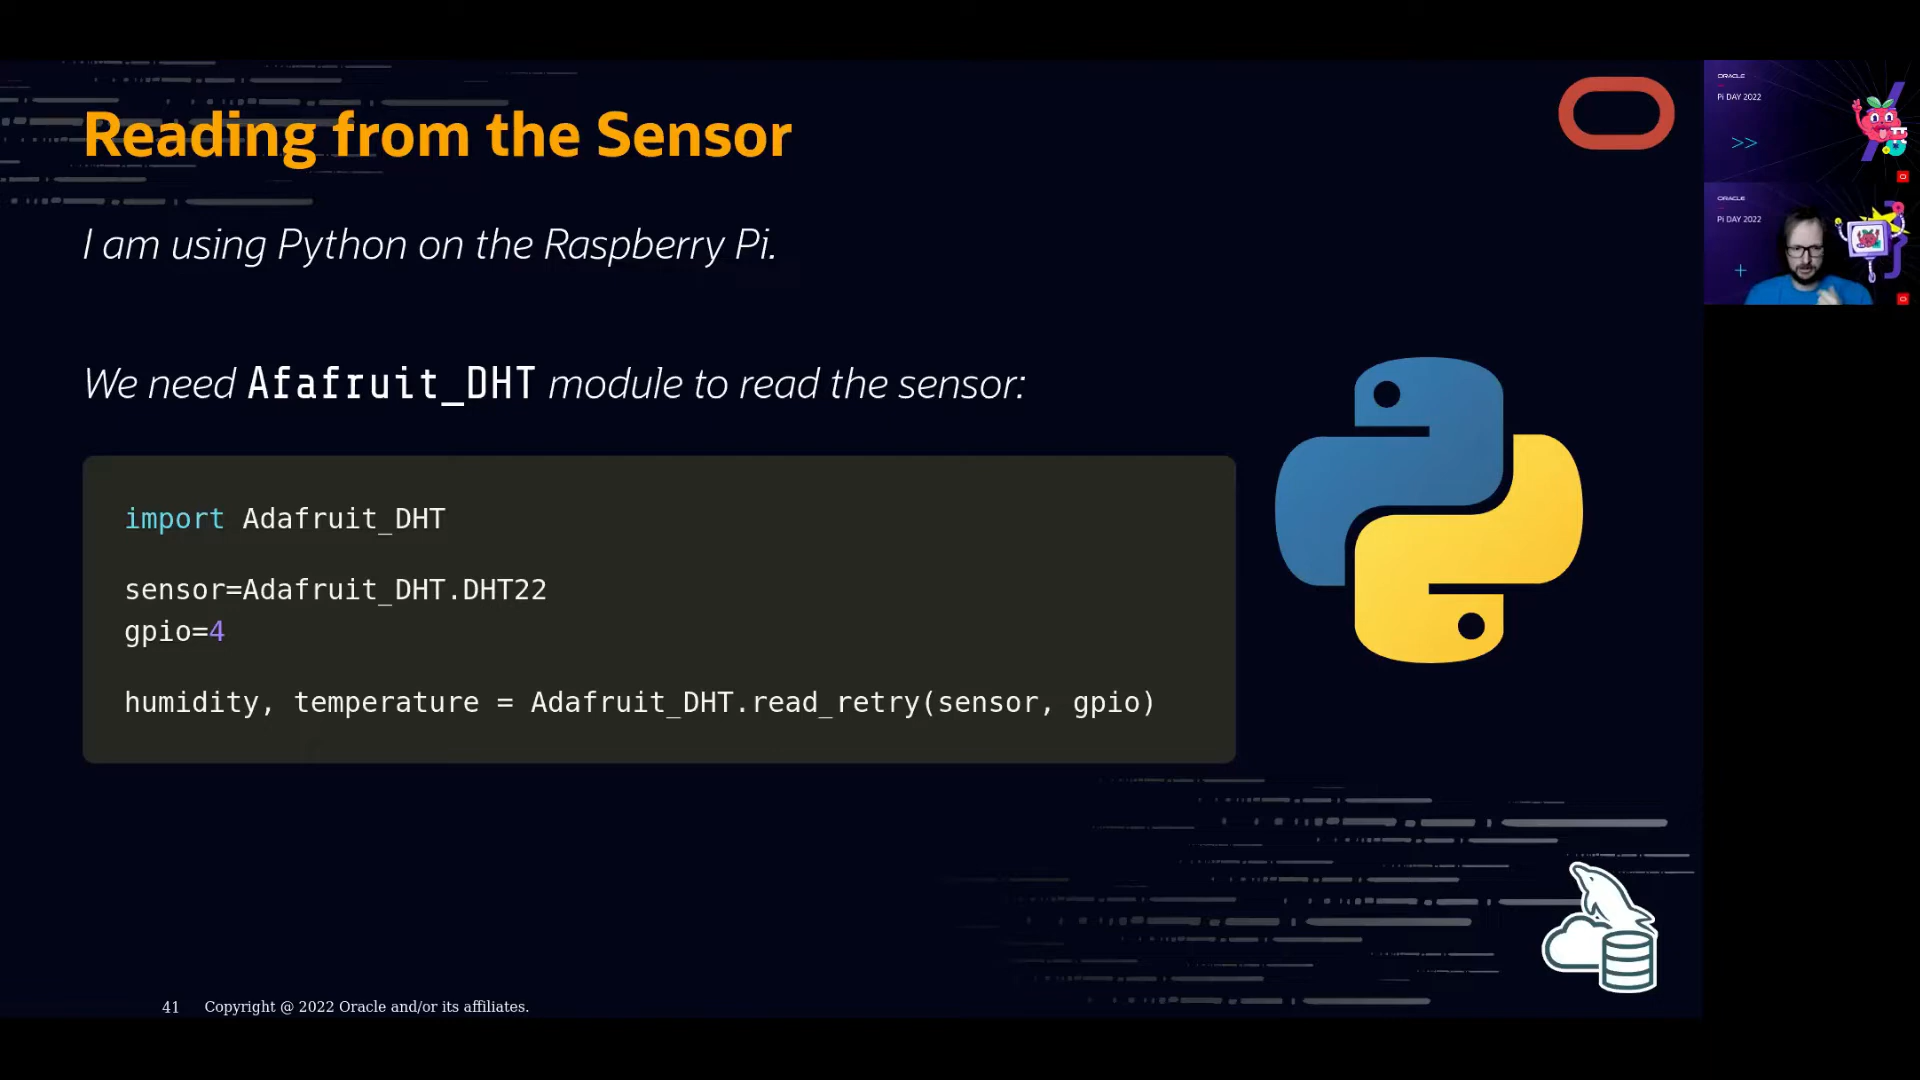 Reading from the Sensor
I am using Python on the Raspberry Pi.
We need Afafruit_DHT module to read the sensor:
import Adafruit_DHT
sensor=Adafruit_DHT.DHT22
gpio=4
humidity, temperature = Adafruit_DHT.read_retry(sensor, gpio)
41 Copyright @ 2022 Oracle and/or its affiliates.
ORACLE
Pi DAY 2022
>>
ORACLE
Pi DAY 2022
+